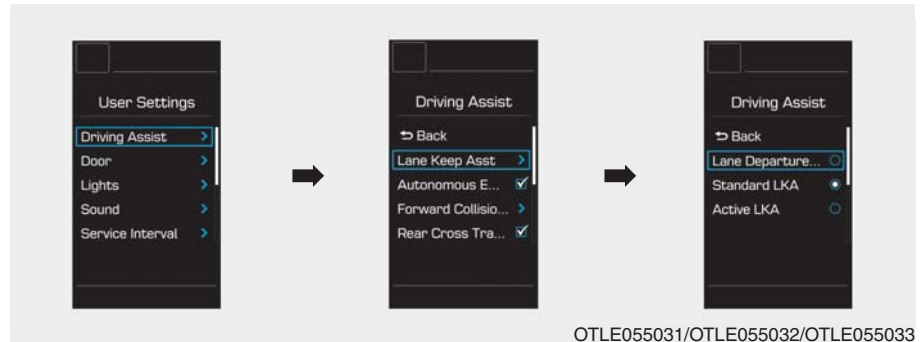 User Settings
Driving Assist
Door
Lights
Sound
Service Interval
Driving Assist
Back
Lane Keep Asst
Autonomous E...
Forward Collisio...
Rear Cross Tra...
Driving Assist
Back
Lane Departure...
Standard LKA
Active LKA
OTLE055031/OTLE055032/OTLE055033